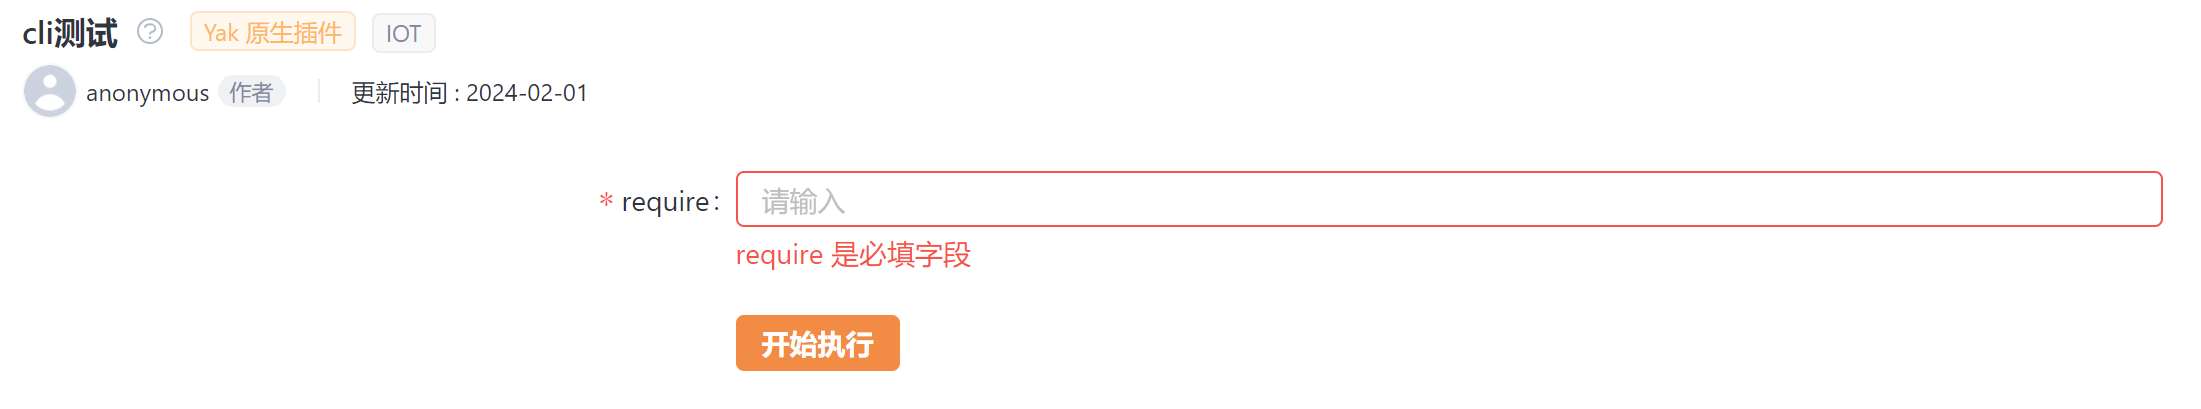 cli测试 Yak 原生插件 IOT
anonymous 作者 更新时间 : 2024-02-01
* require :
请输入
require 是必填字段
开始执行